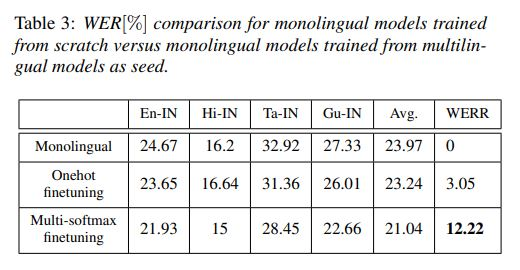 Table 3: WER[%] comparison for monolingual models trained
from scratch versus monolingual models trained from multilin-
gual models as seed.
En-IN Hi-IN Ta-IN Gu-IN Avg. WERR
Monolingual 24.67 16.2 32.92 27.33 23.97 0
Onehot
finetuning 23.65 16.64 31.36 26.01 23.24 3.05
Multi-softmax
finetuning 21.93 15 28.45 22.66 21.04 12.22